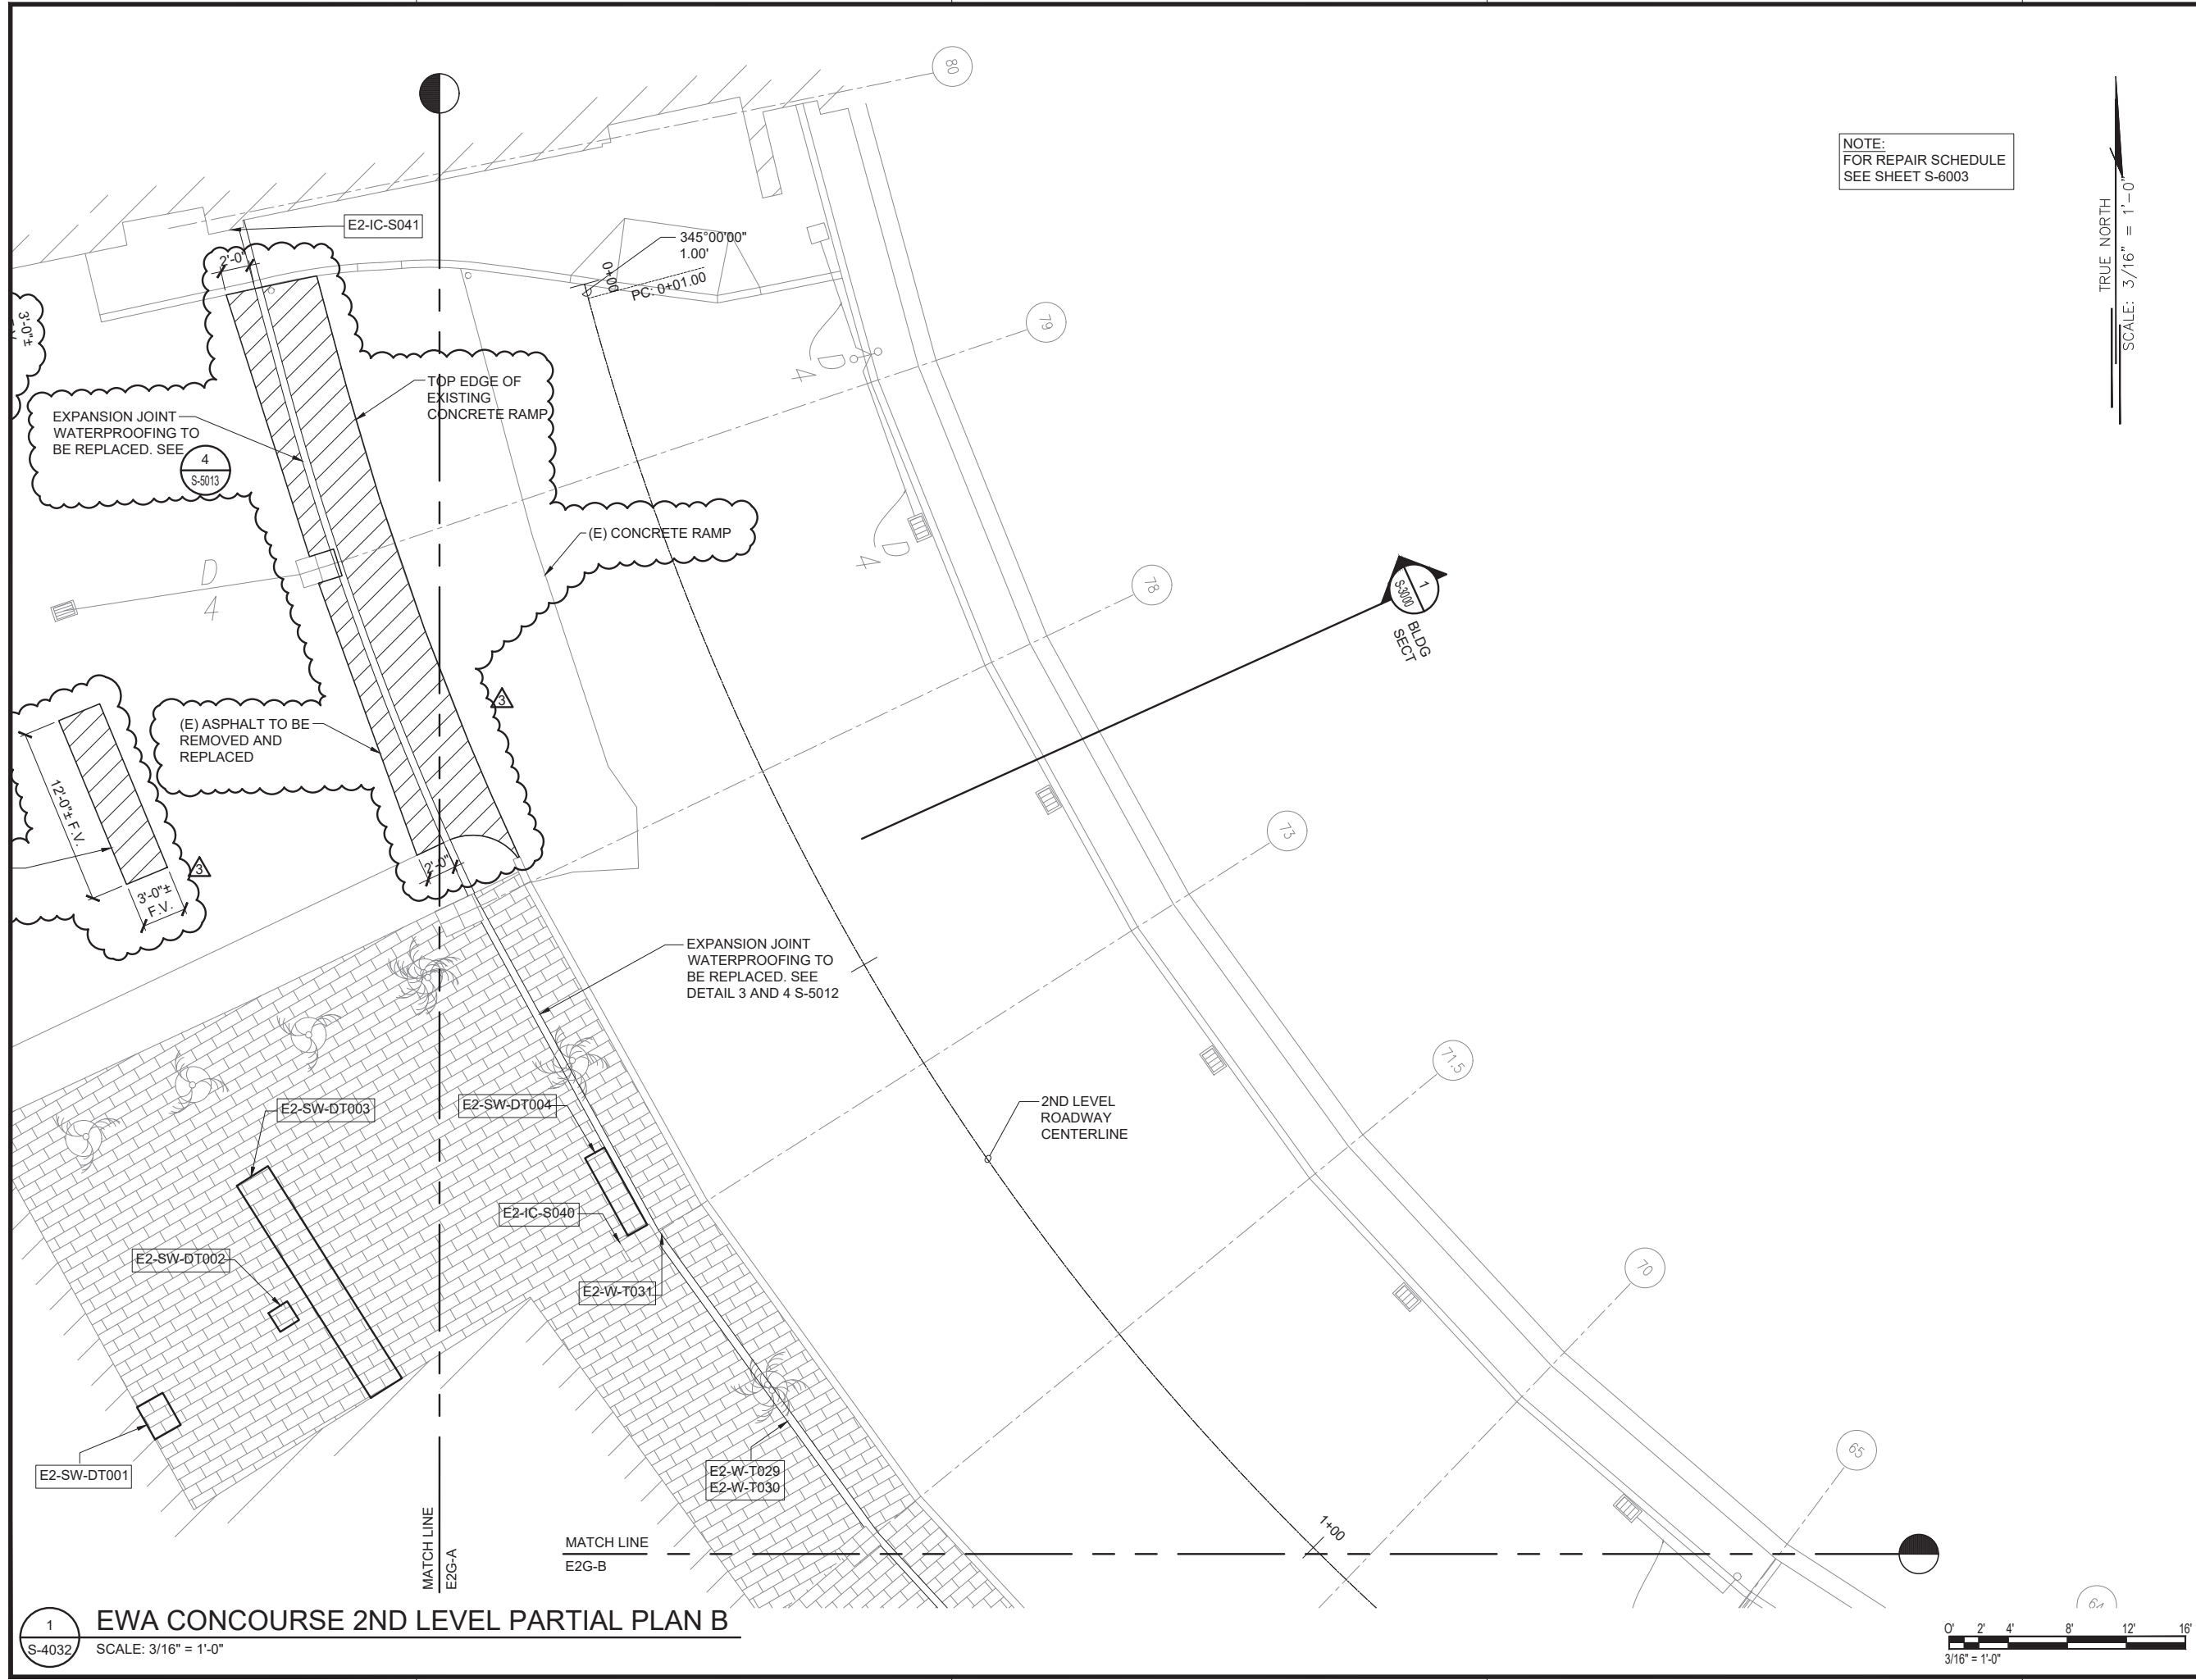 80
NOTE:
FOR REPAIR SCHEDULE
SEE SHEET S-6003
TRUE NORTH
SCALE: 3/16" = 1'-0"
E2-IC-S041
2'-0"
345°00'00"
1.00'
0+00
PC: 0+01.00
3'-0"±
79
D
4
TOP EDGE OF
EXISTING
CONCRETE RAMP
EXPANSION JOINT
WATERPROOFING TO
BE REPLACED. SEE
4
S-5013
(E) CONCRETE RAMP
D
4
D
4
78
1
S-3000
BLDG
SECT
3
(E) ASPHALT TO BE
REMOVED AND
REPLACED
12'-0"± F.V.
3
3'-0"±
F.V.
2'-0"
73
EXPANSION JOINT
WATERPROOFING TO
BE REPLACED. SEE
DETAIL 3 AND 4 S-5012
71.5
E2-SW-DT003
E2-SW-DT004
2ND LEVEL
ROADWAY
CENTERLINE
E2-IC-S040
E2-SW-DT002
E2-W-T031
70
65
E2-SW-DT001
E2-W-T029
E2-W-T030
MATCH LINE
E2G-A
MATCH LINE
E2G-B
1+00
64
1
S-4032
EWA CONCOURSE 2ND LEVEL PARTIAL PLAN B
SCALE: 3/16" = 1'-0"
0' 2' 4' 8' 12' 16'
3/16" = 1'-0"